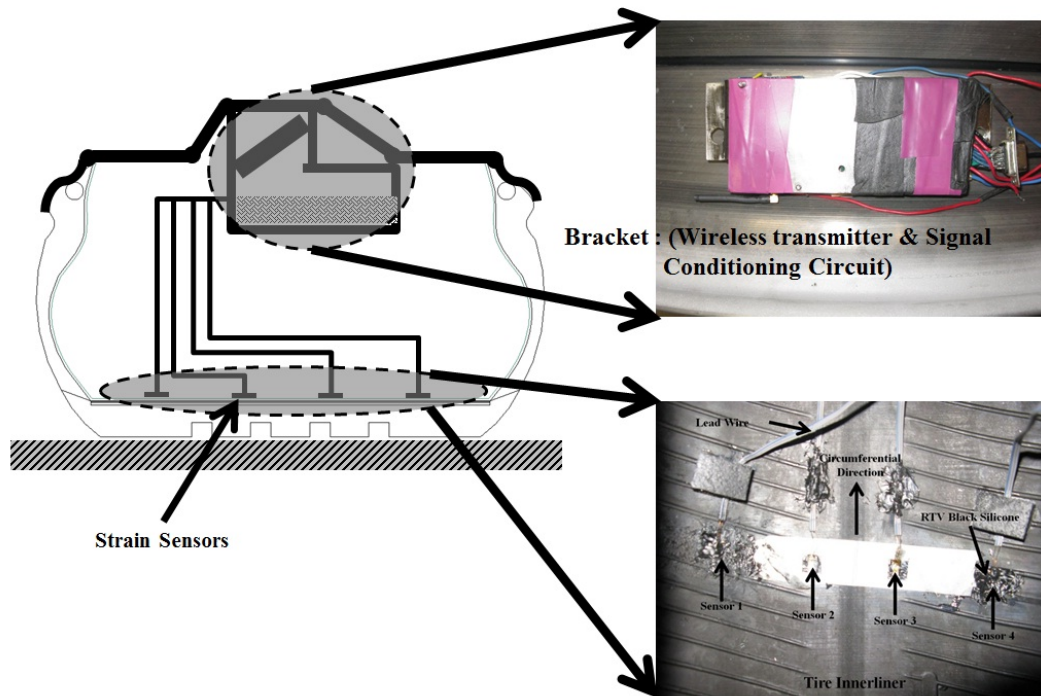 Bracket : (Wireless transmitter & Signal
Conditioning Circuit)
Lead Wire
Circumferential
Direction
RTV Black Silicone
Strain Sensors
Sensor 1
Sensor 2
Sensor 3
Sensor 4
Tire Innerliner